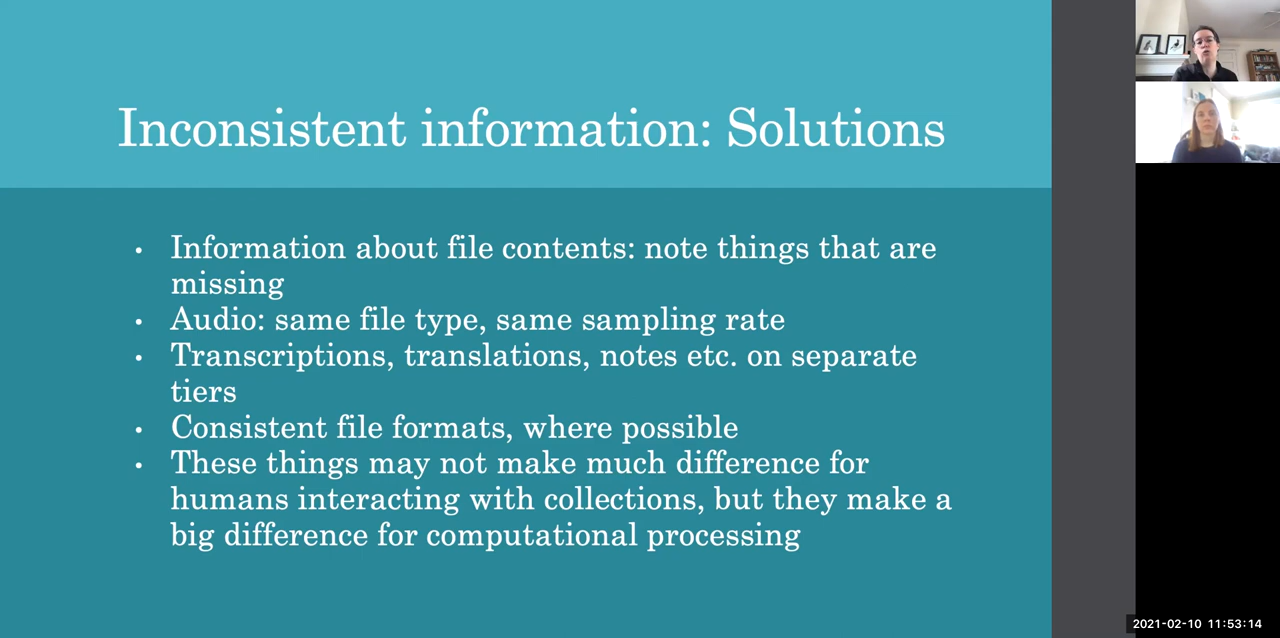 Inconsistent information: Solutions
• Information about file contents: note things that are
missing
• Audio: same file type, same sampling rate
• Transcriptions, translations, notes etc. on separate
tiers
• Consistent file formats, where possible
• These things may not make much difference for
humans interacting with collections, but they make a
big difference for computational processing
2021-02-10 11:53:14